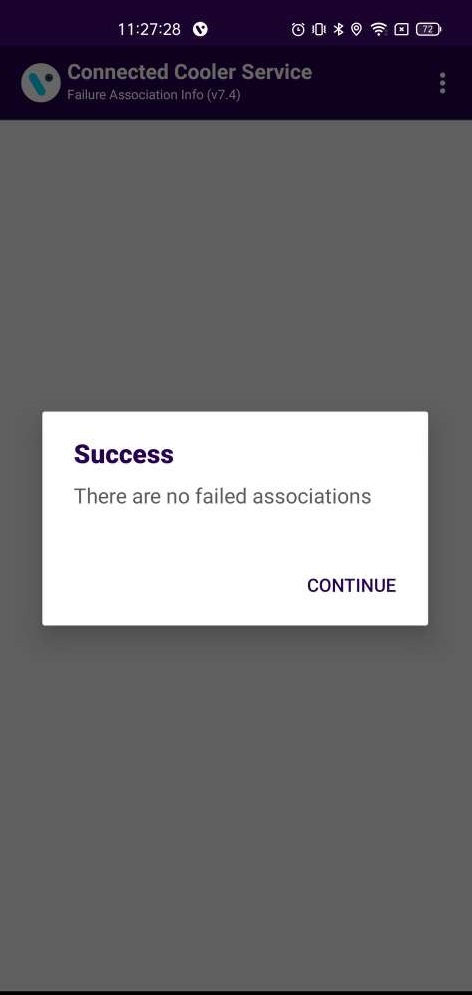 11:27:28
72
Connected Cooler Service
Failure Association Info (v7.4)
Success
There are no failed associations
CONTINUE